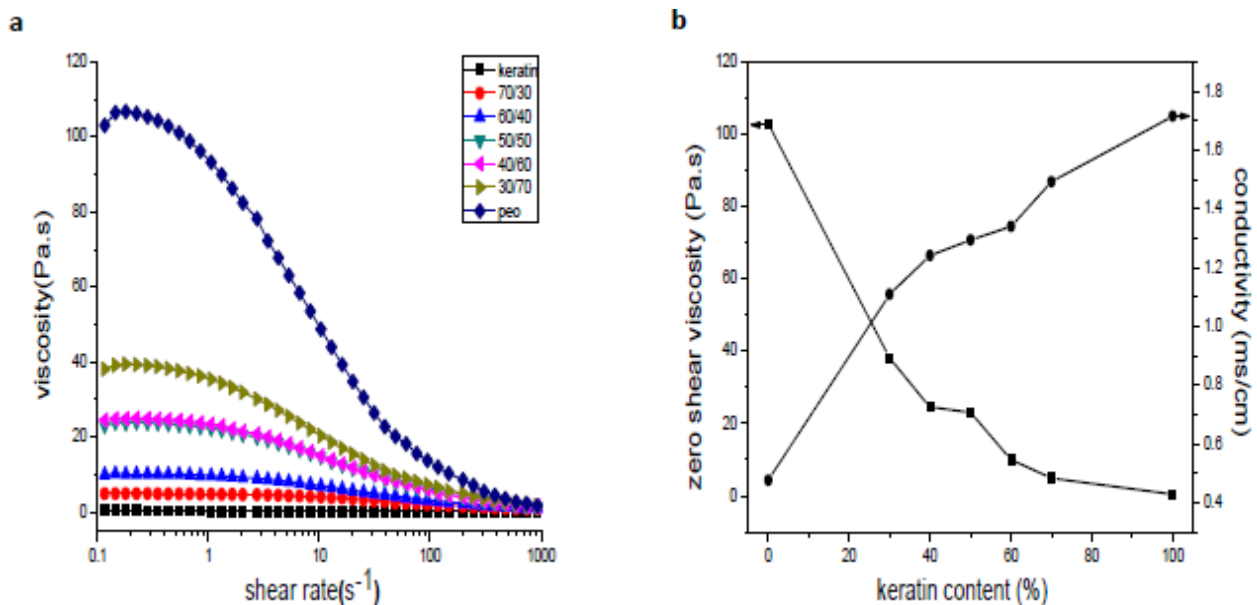 a
120
100
80
60
40
20
0
viscosity(Pa.s)
0.1 1 10 100 1000
shear rate(s-1)
keratin
70/30
60/40
50/50
40/60
30/70
peo
b
120
100
80
60
40
20
0
zero shear viscosity (Pa.s)
0 20 40 60 80 100
keratin content (%)
1.8
1.6
1.4
1.2
1.0
0.8
0.6
0.4
conductivity (ms/cm)